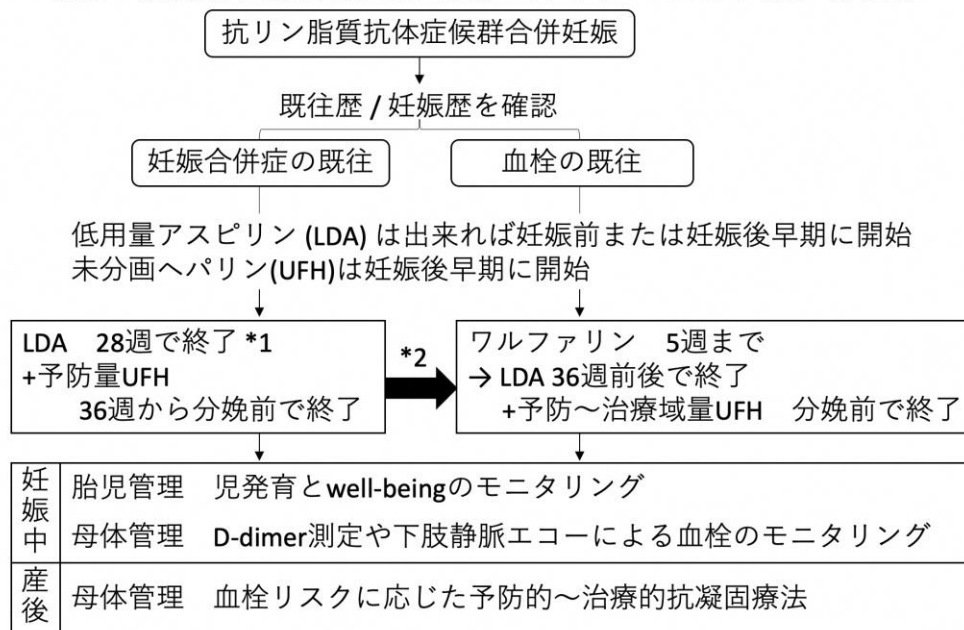 抗リン脂質抗体症候群合併妊娠
既往歴 / 妊娠歴を確認
妊娠合併症の既往
血栓の既往
低用量アスピリン (LDA) は出来れば妊娠前または妊娠後早期に開始
未分画ヘパリン(UFH)は妊娠後早期に開始
LDA 28週で終了 *1
+予防量UFH
36週から分娩前で終了
*2
ワルファリン 5週まで
→ LDA 36週前後で終了
+予防〜治療域量UFH 分娩前で終了
妊娠中
胎児管理 児発育とwell-beingのモニタリング
母体管理 D-dimer測定や下肢静脈エコーによる血栓のモニタリング
産後
母体管理 血栓リスクに応じた予防的〜治療的抗凝固療法